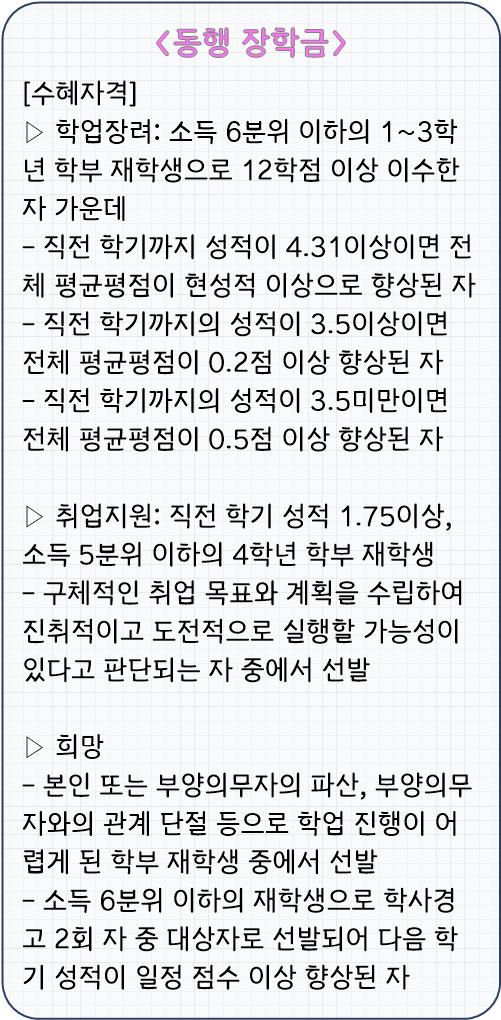 <동행 장학금>
[수혜자격]
▷ 학업장려: 소득 6분위 이하의 1~3학
년 학부 재학생으로 12학점 이상 이수한
자 가운데
- 직전 학기까지 성적이 4.31이상이면 전
체 평균평점이 현성적 이상으로 향상된 자
- 직전 학기까지의 성적이 3.5이상이면
전체 평균평점이 0.2점 이상 향상된 자
- 직전 학기까지의 성적이 3.5미만이면
전체 평균평점이 0.5점 이상 향상된 자
▷ 취업지원: 직전 학기 성적 1.75이상,
소득 5분위 이하의 4학년 학부 재학생
- 구체적인 취업 목표와 계획을 수립하여
진취적이고 도전적으로 실행할 가능성이
있다고 판단되는 자 중에서 선발
▷ 희망
- 본인 또는 부양의무자의 파산, 부양의무
자와의 관계 단절 등으로 학업 진행이 어
렵게 된 학부 재학생 중에서 선발
- 소득 6분위 이하의 재학생으로 학사경
고 2회 자 중 대상자로 선발되어 다음 학
기 성적이 일정 점수 이상 향상된 자